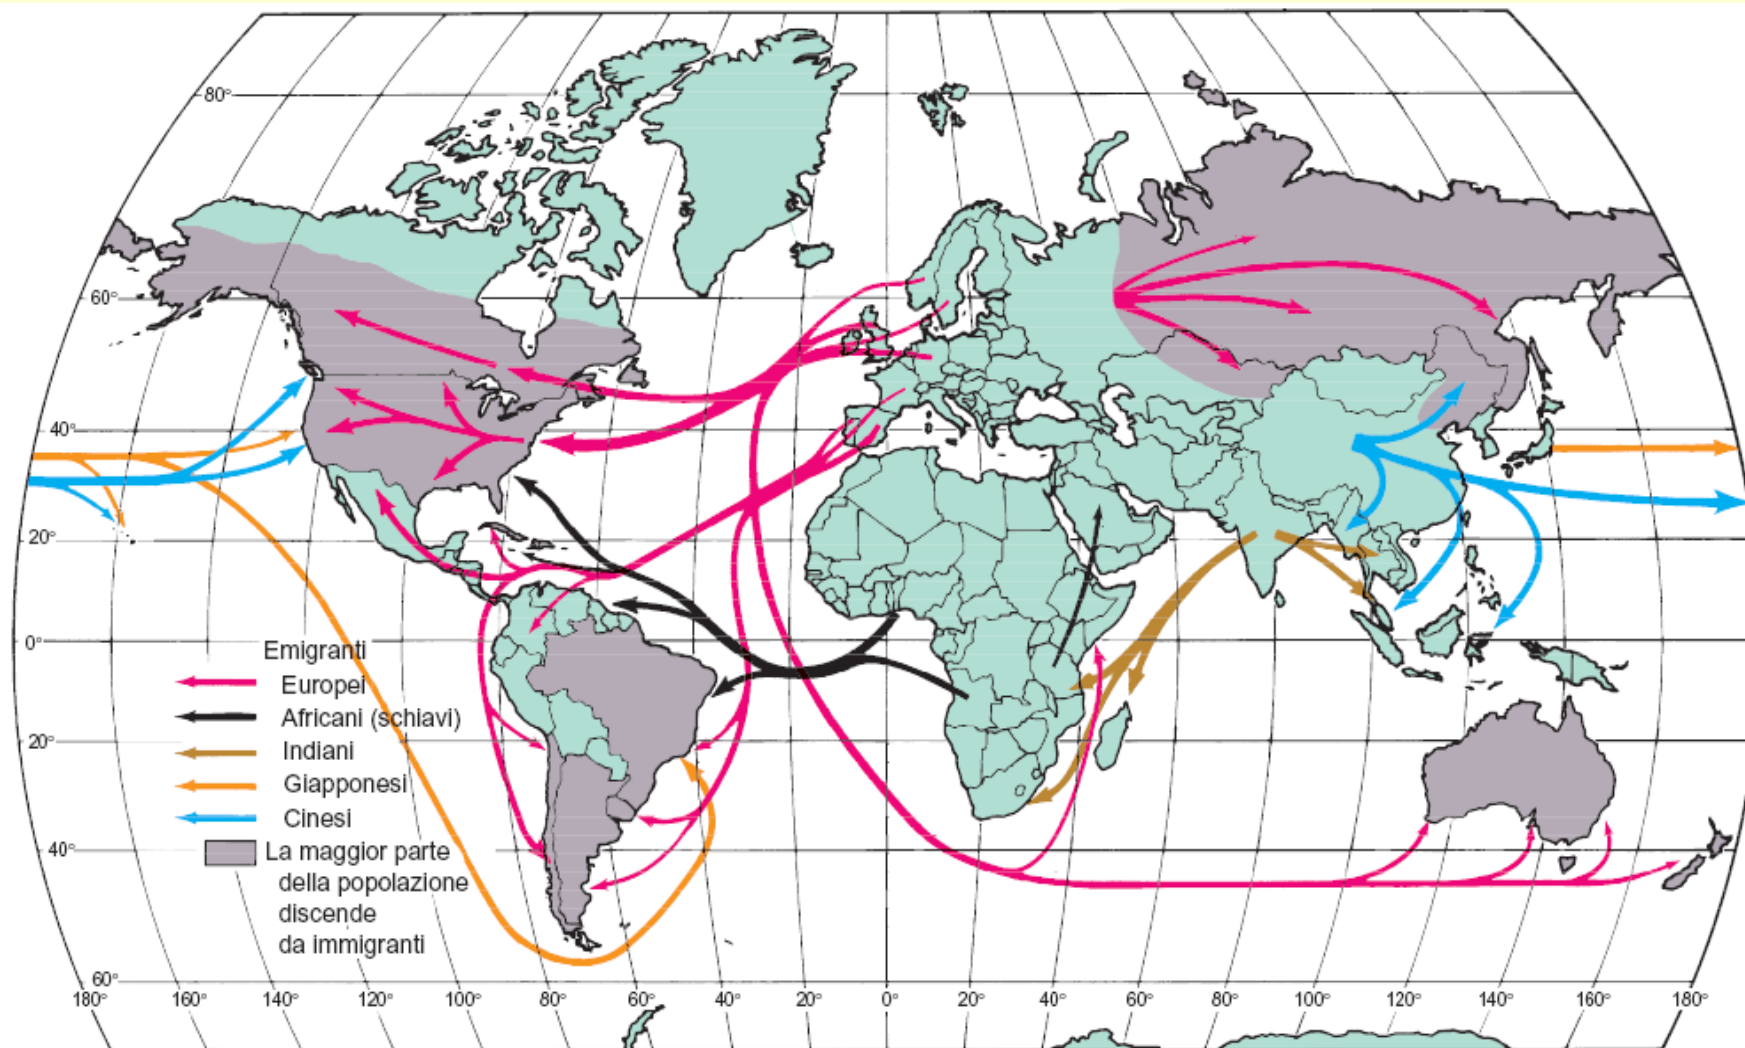 80°
60°
40°
20°
0°
20°
40°
60°
Emigranti
Europei
Africani (schiavi)
Indiani
Giapponesi
Cinesi
La maggior parte
della popolazione
discende
da immigranti
180° 160° 140° 120° 100° 80° 60° 40° 20° 0° 20° 40° 60° 80° 100° 120° 140° 160° 180°